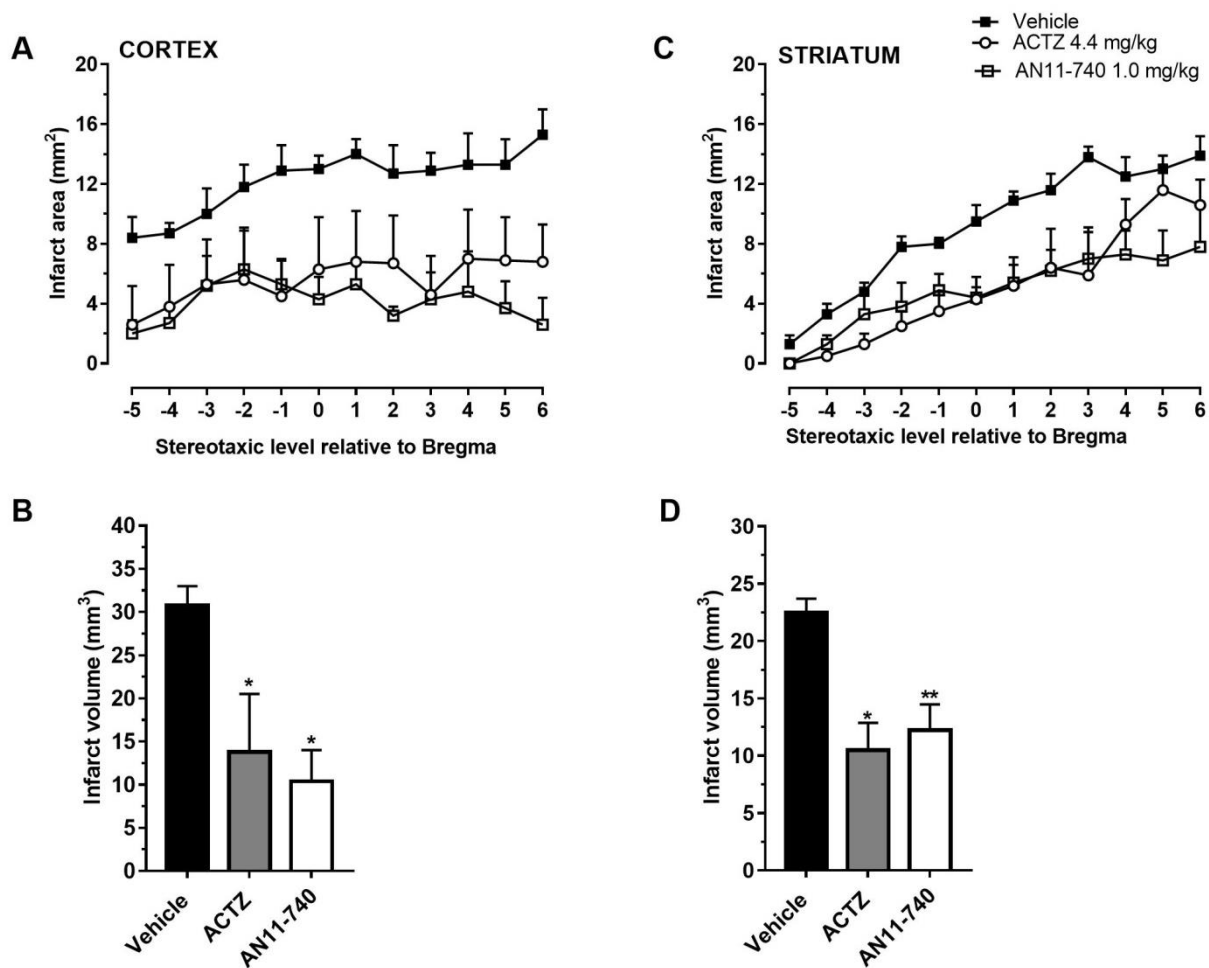 A
CORTEX
Infarct area (mm²)
20
16
12
8
4
0
-5 -4 -3 -2 -1 0 1 2 3 4 5 6
Stereotaxic level relative to Bregma
C
STRIATUM
Vehicle
ACTZ 4.4 mg/kg
AN11-740 1.0 mg/kg
Infarct area (mm²)
20
16
12
8
4
0
-5 -4 -3 -2 -1 0 1 2 3 4 5 6
Stereotaxic level relative to Bregma
B
Infarct volume (mm³)
40
35
30
25
20
15
10
5
0
*
*
Vehicle
ACTZ
AN11-740
D
Infarct volume (mm³)
30
25
20
15
10
5
0
*
**
Vehicle
ACTZ
AN11-740